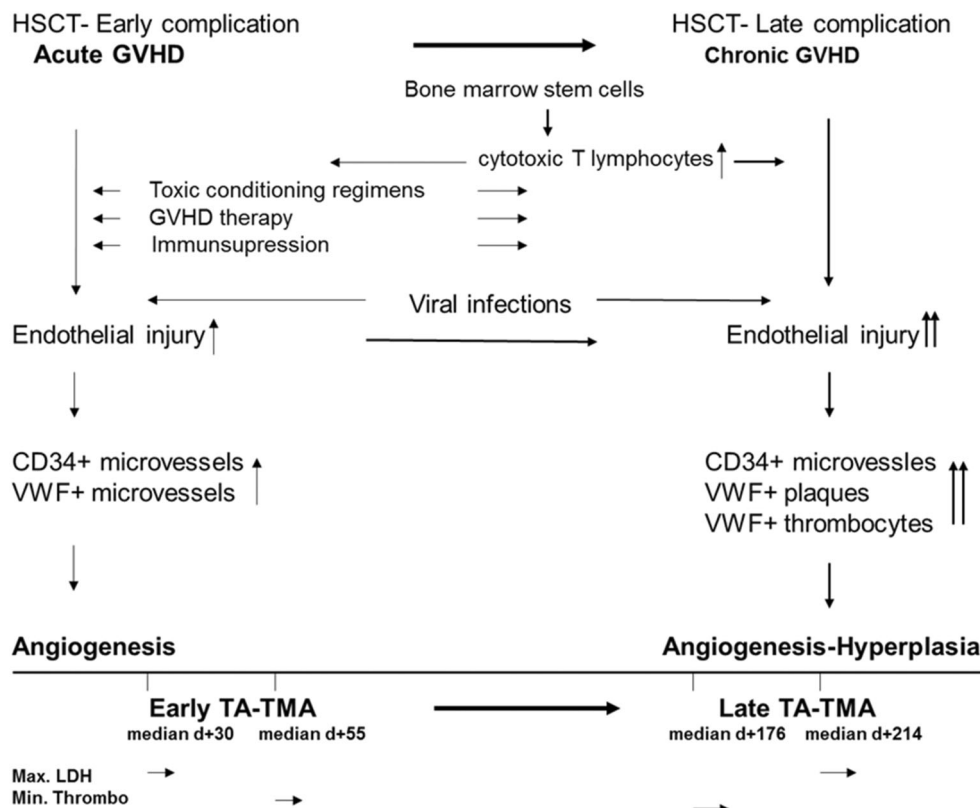 HSCT- Early complication
Acute GVHD
HSCT- Late complication
Chronic GVHD
Bone marrow stem cells
cytotoxic T lymphocytes
Toxic conditioning regimens
GVHD therapy
Immunsupression
Viral infections
Endothelial injury
Endothelial injury
CD34+ microvessels
VWF+ microvessels
CD34+ microvessles
VWF+ plaques
VWF+ thrombocytes
Angiogenesis
Angiogenesis-Hyperplasia
Early TA-TMA
median d+30 median d+55
Late TA-TMA
median d+176 median d+214
Max. LDH
Min. Thrombo